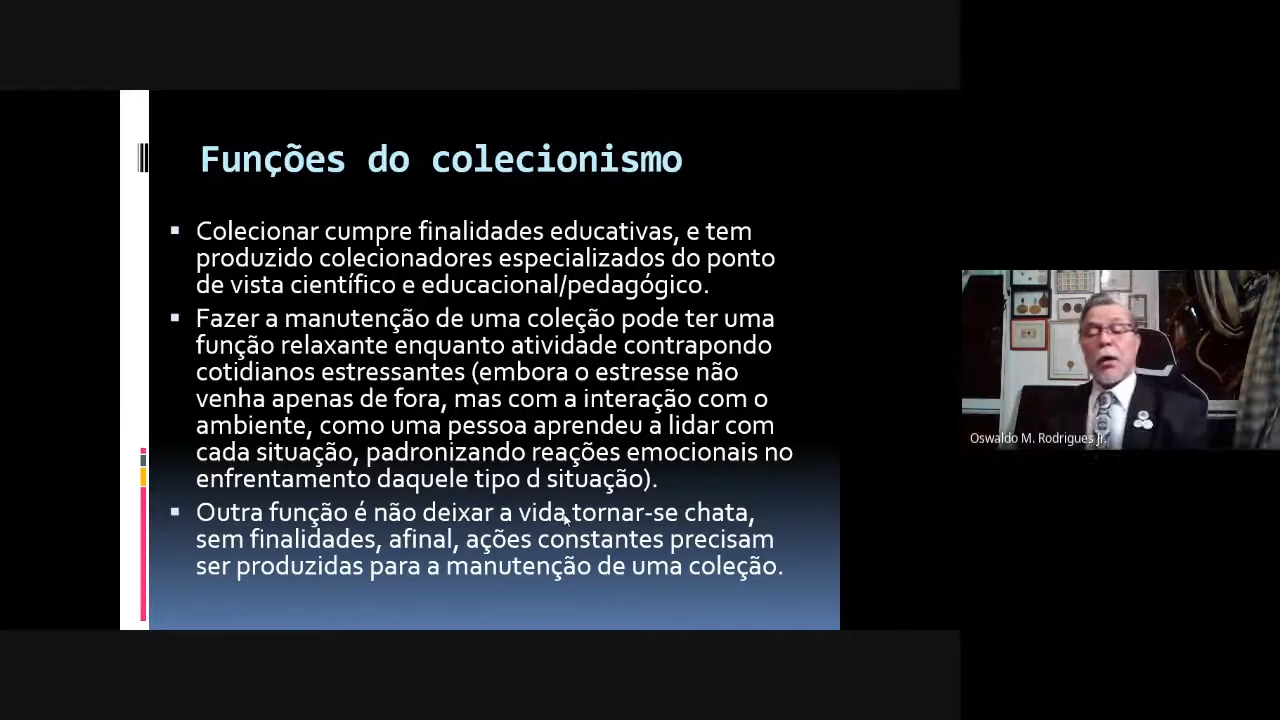 Funções do colecionismo
Colecionar cumpre finalidades educativas, e tem
produzido colecionadores especializados do ponto
de vista científico e educacional/pedagógico.
Fazer a manutenção de uma coleção pode ter uma
função relaxante enquanto atividade contrapondo
cotidianos estressantes (embora o estresse não
venha apenas de fora, mas com a interação com o
ambiente, como uma pessoa aprendeu a lidar com
cada situação, padronizando reações emocionais no
enfrentamento daquele tipo d situação).
Outra função é não deixar a vida tornar-se chata,
sem finalidades, afinal, ações constantes precisam
ser produzidas para a manutenção de uma coleção.
Oswaldo M. Rodrigues Jr.